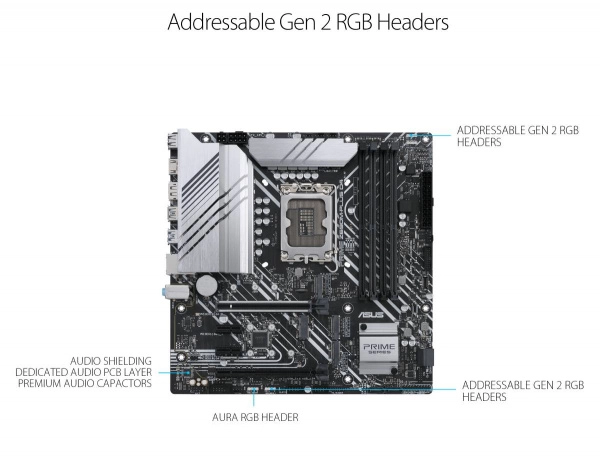 Addressable Gen 2 RGB Headers
ADDRESSABLE GEN 2 RGB
HEADERS
ASUS
PRIME
SERIES
AUDIO SHIELDING
DEDICATED AUDIO PCB LAYER
PREMIUM AUDIO CAPACTORS
ADDRESSABLE GEN 2 RGB
HEADERS
AURA RGB HEADER